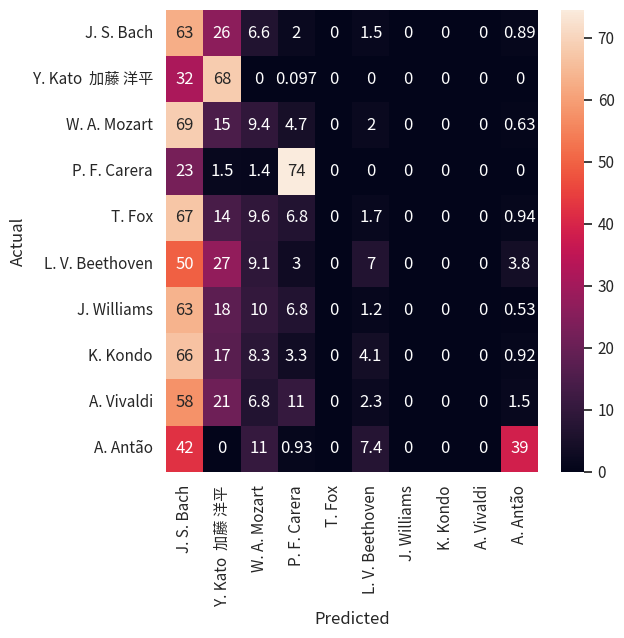 J. S. Bach 63 26 6.6 2 0 1.5 0 0 0 0.89
Y. Kato 加藤 洋平 32 68 0 0.097 0 0 0 0 0 0
W. A. Mozart 69 15 9.4 4.7 0 2 0 0 0 0.63
P. F. Carera 23 1.5 1.4 74 0 0 0 0 0 0
T. Fox 67 14 9.6 6.8 0 1.7 0 0 0 0.94
L. V. Beethoven 50 27 9.1 3 0 7 0 0 0 3.8
J. Williams 63 18 10 6.8 0 1.2 0 0 0 0.53
K. Kondo 66 17 8.3 3.3 0 4.1 0 0 0 0.92
A. Vivaldi 58 21 6.8 11 0 2.3 0 0 0 1.5
A. Antão 42 0 11 0.93 0 7.4 0 0 0 39
Actual
J. S. Bach
Y. Kato 加藤 洋平
W. A. Mozart
P. F. Carera
T. Fox
L. V. Beethoven
J. Williams
K. Kondo
A. Vivaldi
A. Antão
Predicted
70
60
50
40
30
20
10
0